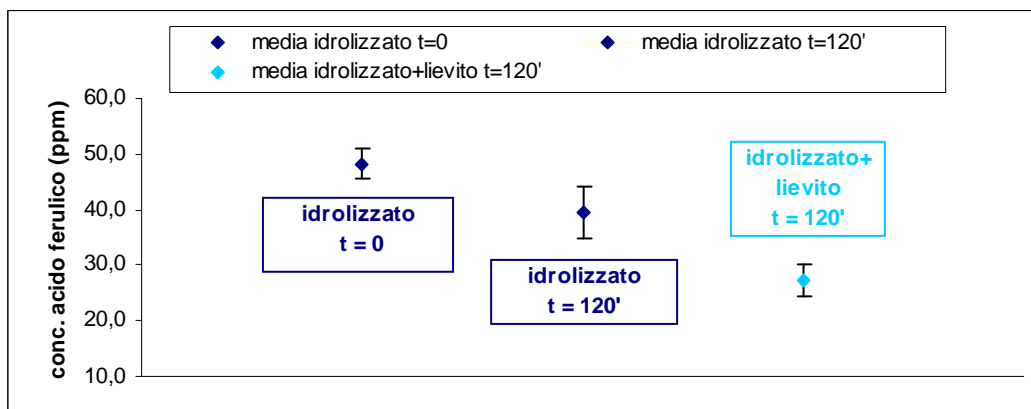 media idrolizzato t=0 media idrolizzato t=120'
media idrolizzato+lievito t=120'
conc. acido ferulico (ppm)
60,0
50,0
40,0
30,0
20,0
10,0
idrolizzato
t = 0
idrolizzato
t = 120'
idrolizzato+
lievito
t = 120'